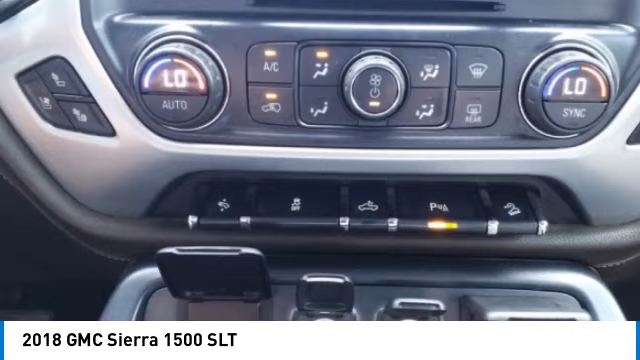 LO
A/C
LO
AUTO
REAR
SYNC
OFF
2018 GMC Sierra 1500 SLT